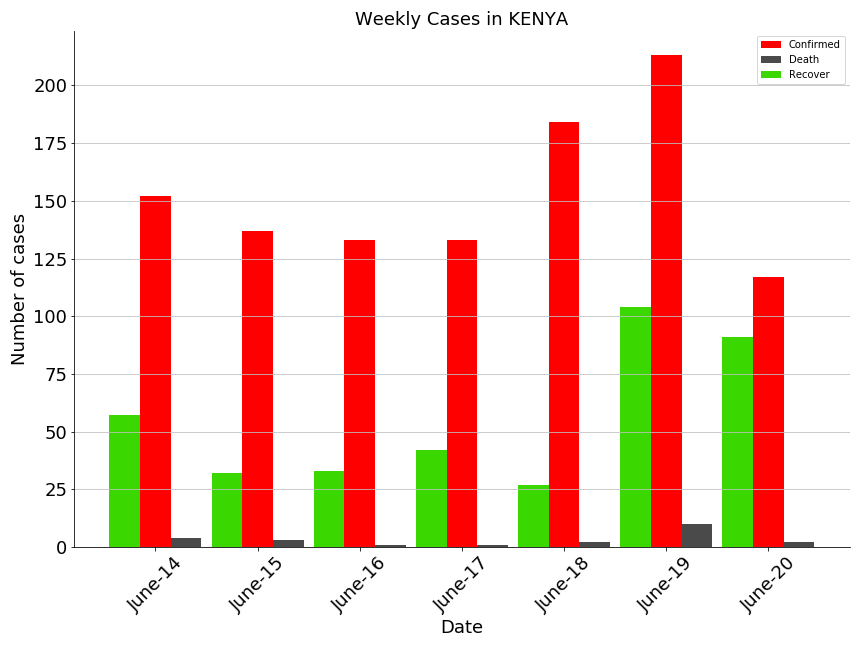 Weekly Cases in KENYA
Confirmed
Death
Recover
Number of cases
200
175
150
125
100
75
50
25
0
June-14
June-15
June-16
June-17
June-18
June-19
June-20
Date